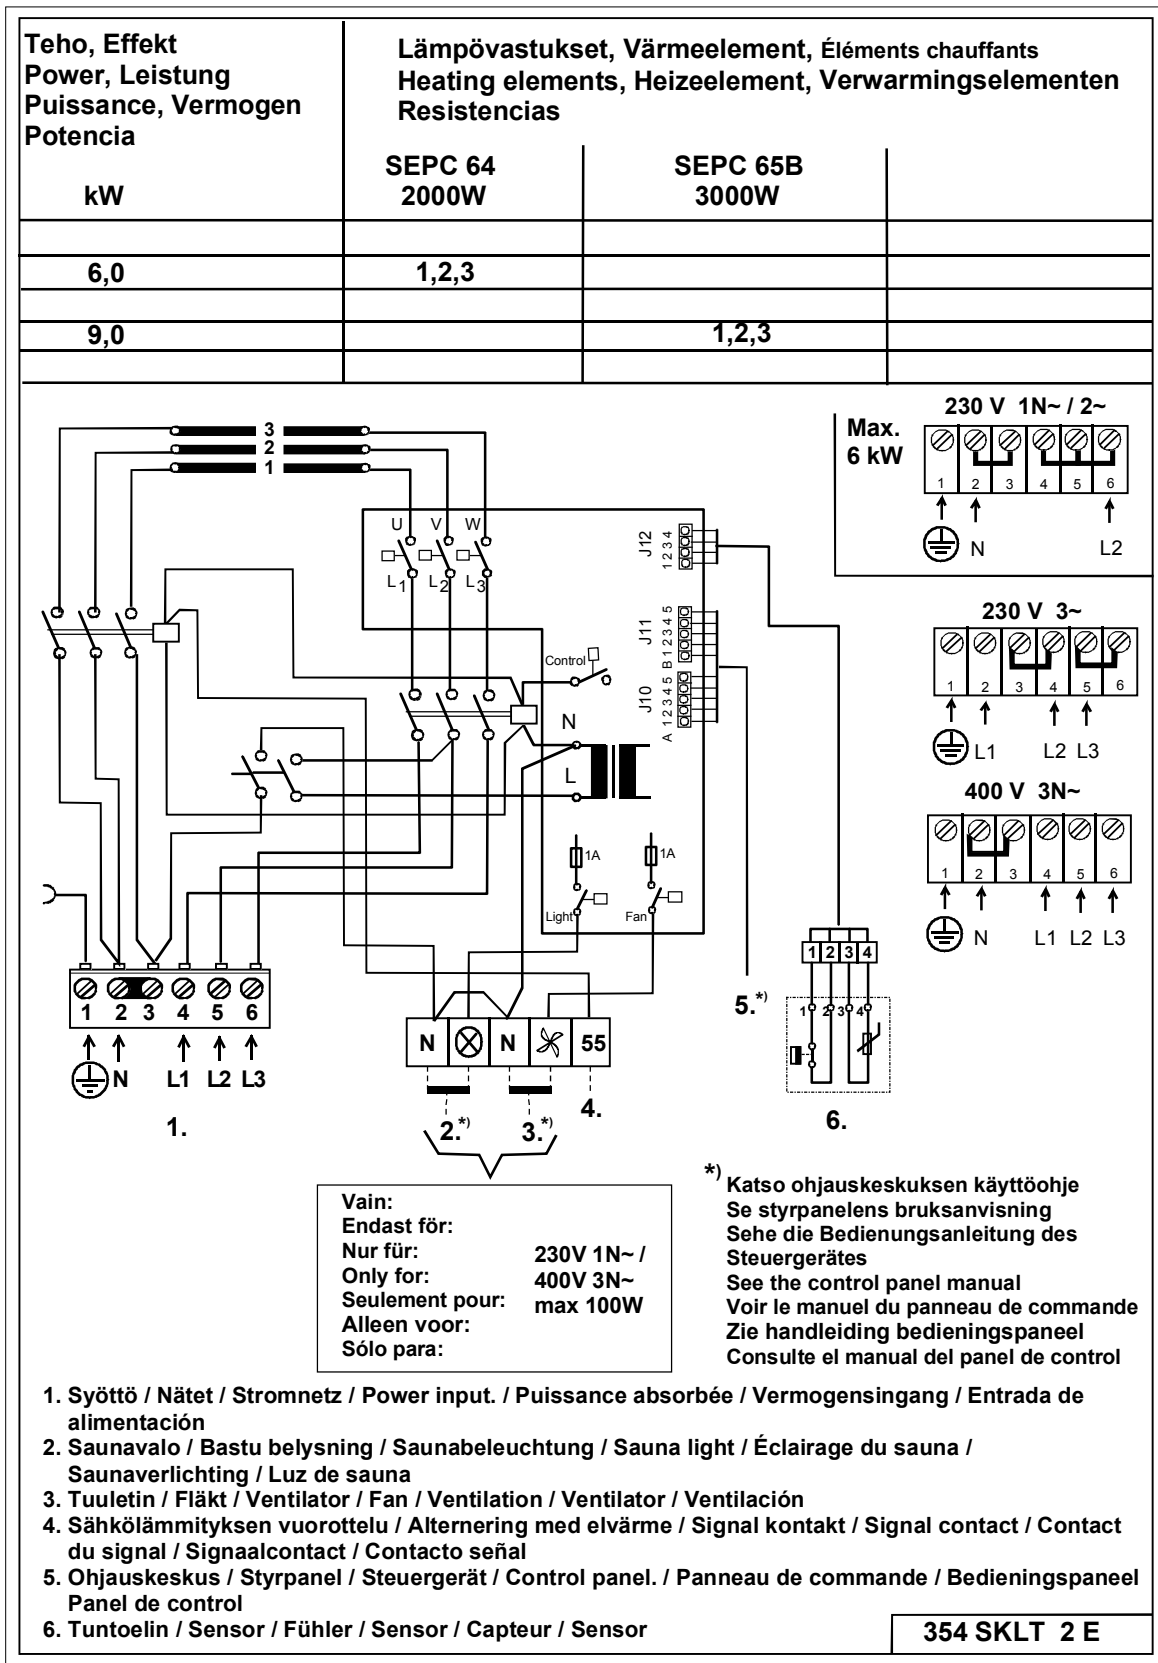 Teho, Effekt
Power, Leistung
Puissance, Vermogen
Potencia
kW
Lämpövastukset, Värmeelement, Éléments chauffants
Heating elements, Heizeelement, Verwarmingselementen
Resistencias
SEPC 64
2000W
SEPC 65B
3000W
6,0
1,2,3
9,0
1,2,3
3
2
1
U V W
L1 L2 L3
J12
1 2 3 4
J11
B 1 2 3 4 5
J10
A 1 2 3 4 5
Control
N
L
1A
1A
Light
Fan
Max.
6 kW
230 V 1N~ / 2~
1 2 3 4 5 6
N L2
230 V 3~
1 2 3 4 5 6
L1 L2 L3
400 V 3N~
1 2 3 4 5 6
N L1 L2 L3
1 2 3 4 5 6
N L1 L2 L3
1.
N N 55
2.*)
3.*)
4.
5.*)
1 2 3 4
1 2 3 4
6.
Vain:
Endast för:
Nur für:
Only for:
Seulement pour:
Alleen voor:
Sólo para:
230V 1N~ /
400V 3N~
max 100W
*) Katso ohjauskeskuksen käyttöohje
Se styrpanelens bruksanvisning
Sehe die Bedienungsanleitung des
Steuergerätes
See the control panel manual
Voir le manuel du panneau de commande
Zie handleiding bedieningspaneel
Consulte el manual del panel de control
1. Syöttö / Nätet / Stromnetz / Power input. / Puissance absorbée / Vermogensingang / Entrada de
alimentación
2. Saunavalo / Bastu belysning / Saunabeleuchtung / Sauna light / Éclairage du sauna /
Saunaverlichting / Luz de sauna
3. Tuuletin / Fläkt / Ventilator / Fan / Ventilation / Ventilator / Ventilación
4. Sähkölämmityksen vuorottelu / Alternering med elvärme / Signal kontakt / Signal contact / Contact
du signal / Signaalcontact / Contacto señal
5. Ohjauskeskus / Styrpanel / Steuergerät / Control panel. / Panneau de commande / Bedieningspaneel
Panel de control
6. Tuntoelin / Sensor / Fühler / Sensor / Capteur / Sensor
354 SKLT 2 E